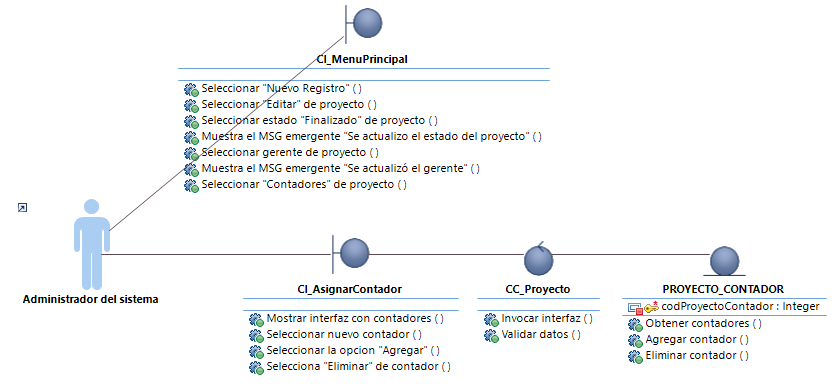 CI_MenuPrincipal
Seleccionar "Nuevo Registro" ( )
Seleccionar "Editar" de proyecto ( )
Seleccionar estado "Finalizado" de proyecto ( )
Muestra el MSG emergente "Se actualizo el estado del proyecto" ( )
Seleccionar gerente de proyecto ( )
Muestra el MSG emergente "Se actualizó el gerente" ( )
Seleccionar "Contadores" de proyecto ( )
Administrador del sistema
CI_AsignarContador
Mostrar interfaz con contadores ( )
Seleccionar nuevo contador ( )
Seleccionar la opcion "Agregar" ( )
Selecciona "Eliminar" de contador ( )
CC_Proyecto
Invocar interfaz ( )
Validar datos ( )
PROYECTO_CONTADOR
codProyectoContador : Integer
Obtener contadores ( )
Agregar contador ( )
Eliminar contador ( )